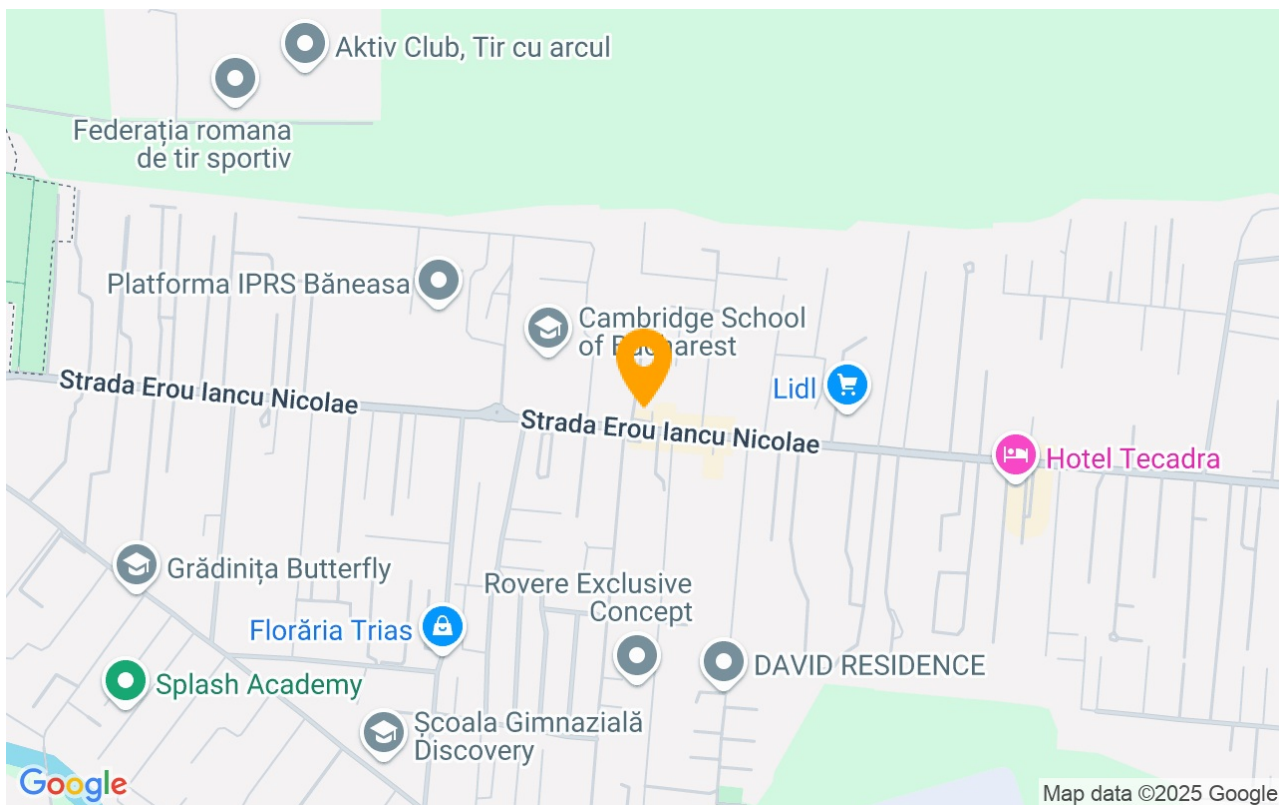 Aktiv Club, Tir cu arcul
Federația romana
de tir sportiv
Platforma IPRS Băneasa
Cambridge School
of Bucharest
Strada Erou Iancu Nicolae
Lidl
Strada Erou Iancu Nicolae
Hotel Tecadra
Grădinița Butterfly
Rovere Exclusive
Concept
Florăria Trias
DAVID RESIDENCE
Splash Academy
Școala Gimnazială
Discovery
Google
Map data ©2025 Google